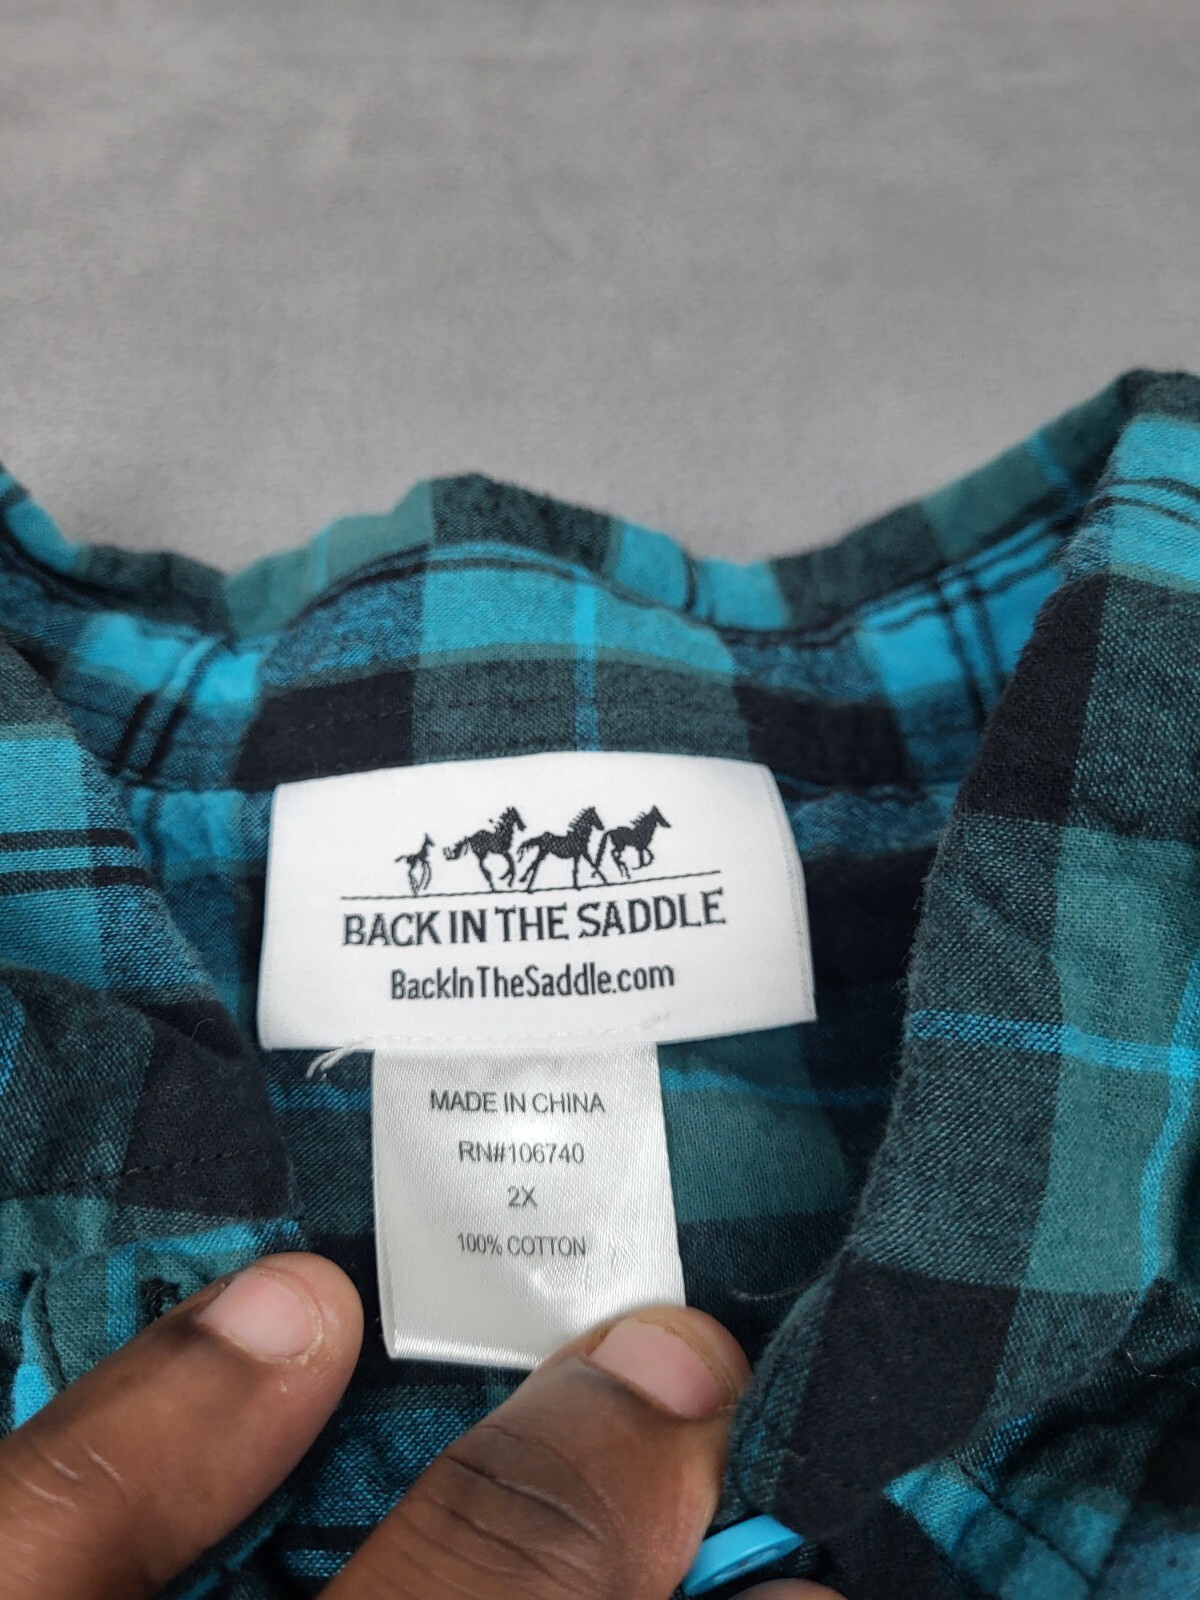 BACK IN THE SADDLE
BackInTheSaddle.com
MADE IN CHINA
RN#106740
2X
100% COTTON